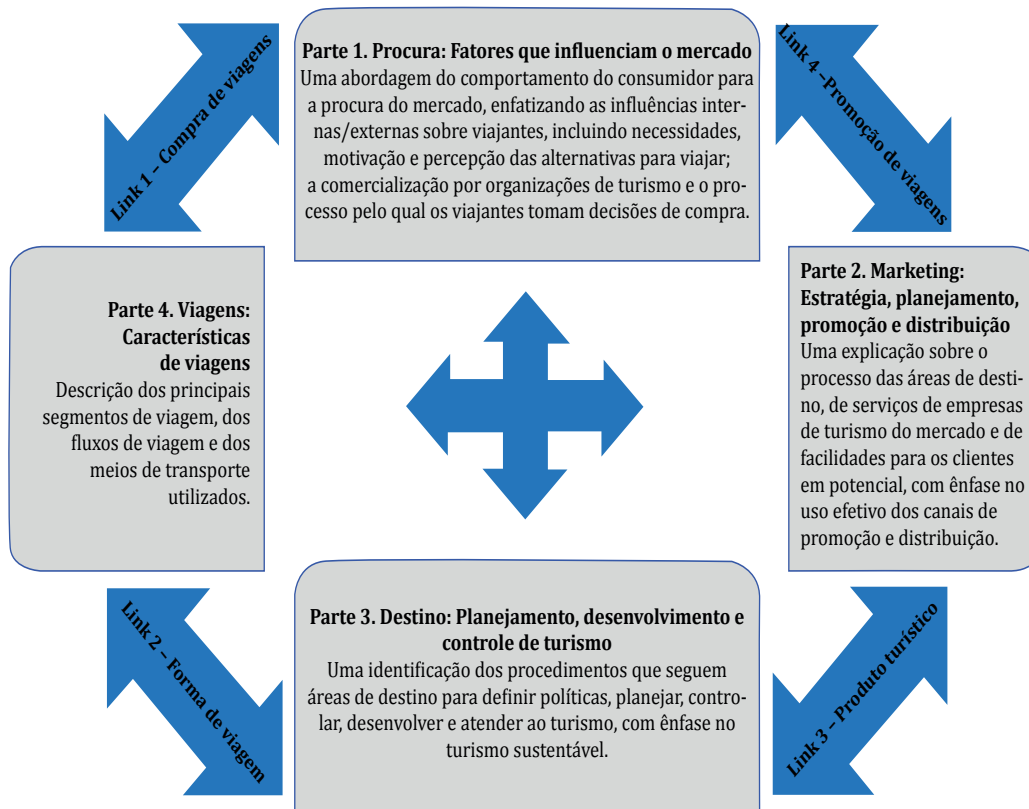 Link 1 – Compra de viagens
Parte 1. Procura: Fatores que influenciam o mercado
Uma abordagem do comportamento do consumidor para
a procura do mercado, enfatizando as influências inter-
nas/externas sobre viajantes, incluindo necessidades,
motivação e percepção das alternativas para viajar;
a comercialização por organizações de turismo e o pro-
cesso pelo qual os viajantes tomam decisões de compra.
Link 4 –Promoção de viagens
Parte 4. Viagens:
Características
de viagens
Descrição dos principais
segmentos de viagem, dos
fluxos de viagem e dos
meios de transporte
utilizados.
Parte 2. Marketing:
Estratégia, planejamento,
promoção e distribuição
Uma explicação sobre o
processo das áreas de desti-
no, de serviços de empresas
de turismo do mercado e de
facilidades para os clientes
em potencial, com ênfase no
uso efetivo dos canais de
promoção e distribuição.
Link 2 – Forma de viagem
Parte 3. Destino: Planejamento, desenvolvimento e
controle de turismo
Uma identificação dos procedimentos que seguem
áreas de destino para definir políticas, planejar, contro-
lar, desenvolver e atender ao turismo, com ênfase no
turismo sustentável.
Link 3 – Produto turístico